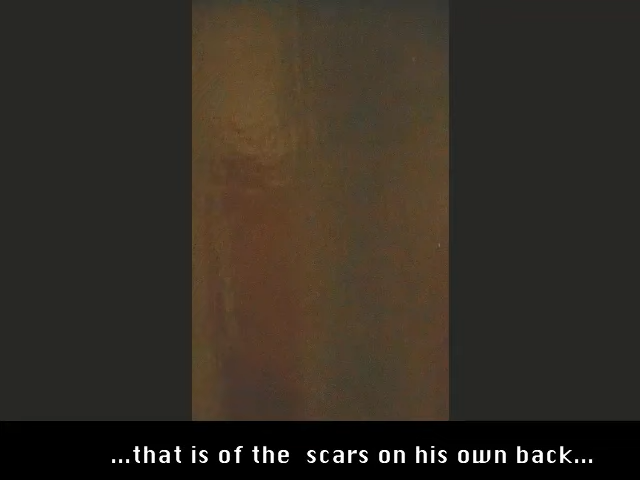 ...that is of the  scars on his own back...